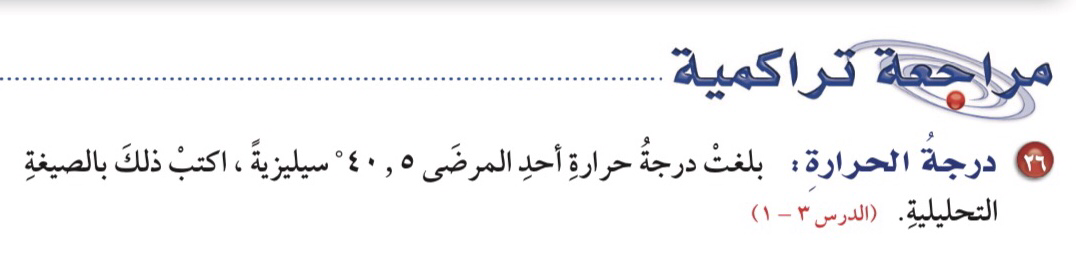 مراجعة تراكمية
٢٦ درجةُ الحرارةِ: بلغتْ درجةُ حرارةِ أحدِ المرضَى ٤٠,٥° سيليزيةً، اكتبْ ذلكَ بالصيغةِ
التحليليةِ. (الدرس ٣ – ١)